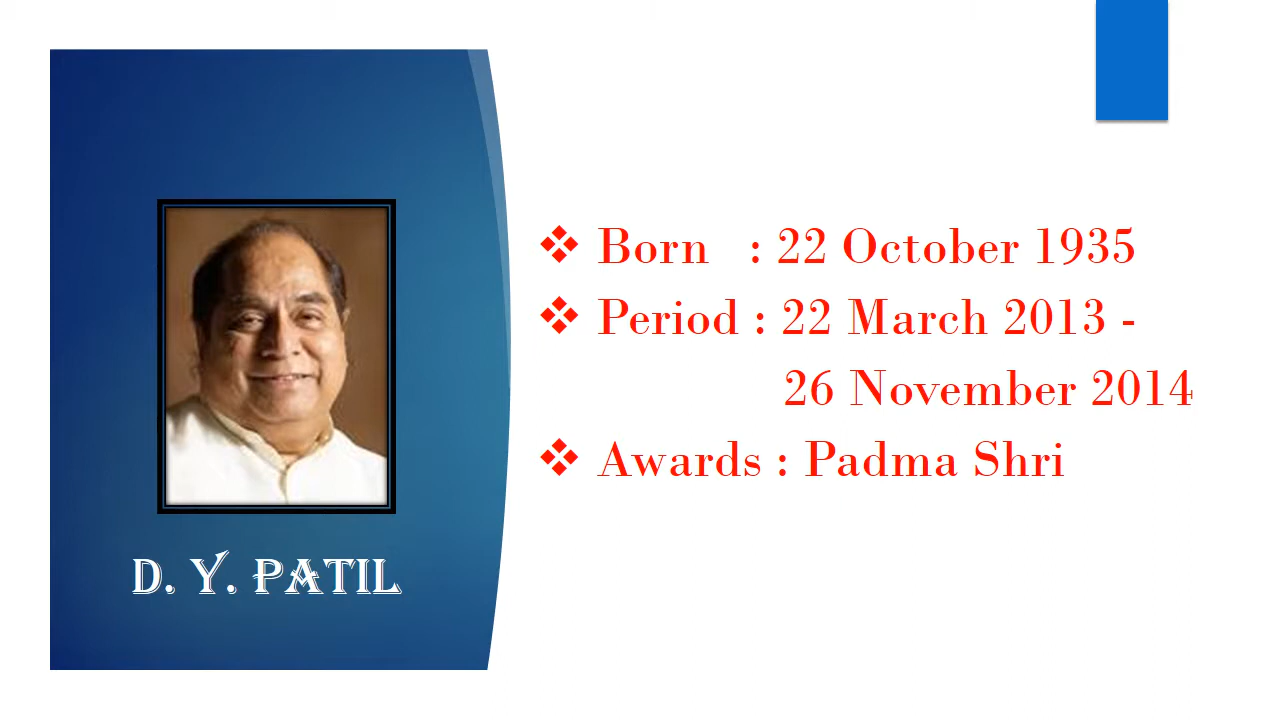 ❖ Born : 22 October 1935
❖ Period : 22 March 2013 -
26 November 2014
❖ Awards : Padma Shri
D. Y. PATIL